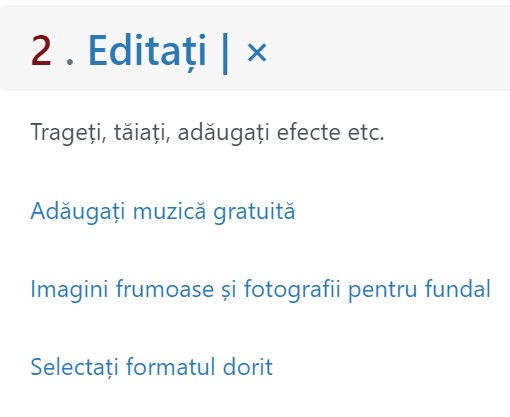 2 . Editați | ×
Trageți, tăiați, adăugați efecte etc.
Adăugați muzică gratuită
Imagini frumoase și fotografii pentru fundal
Selectați formatul dorit